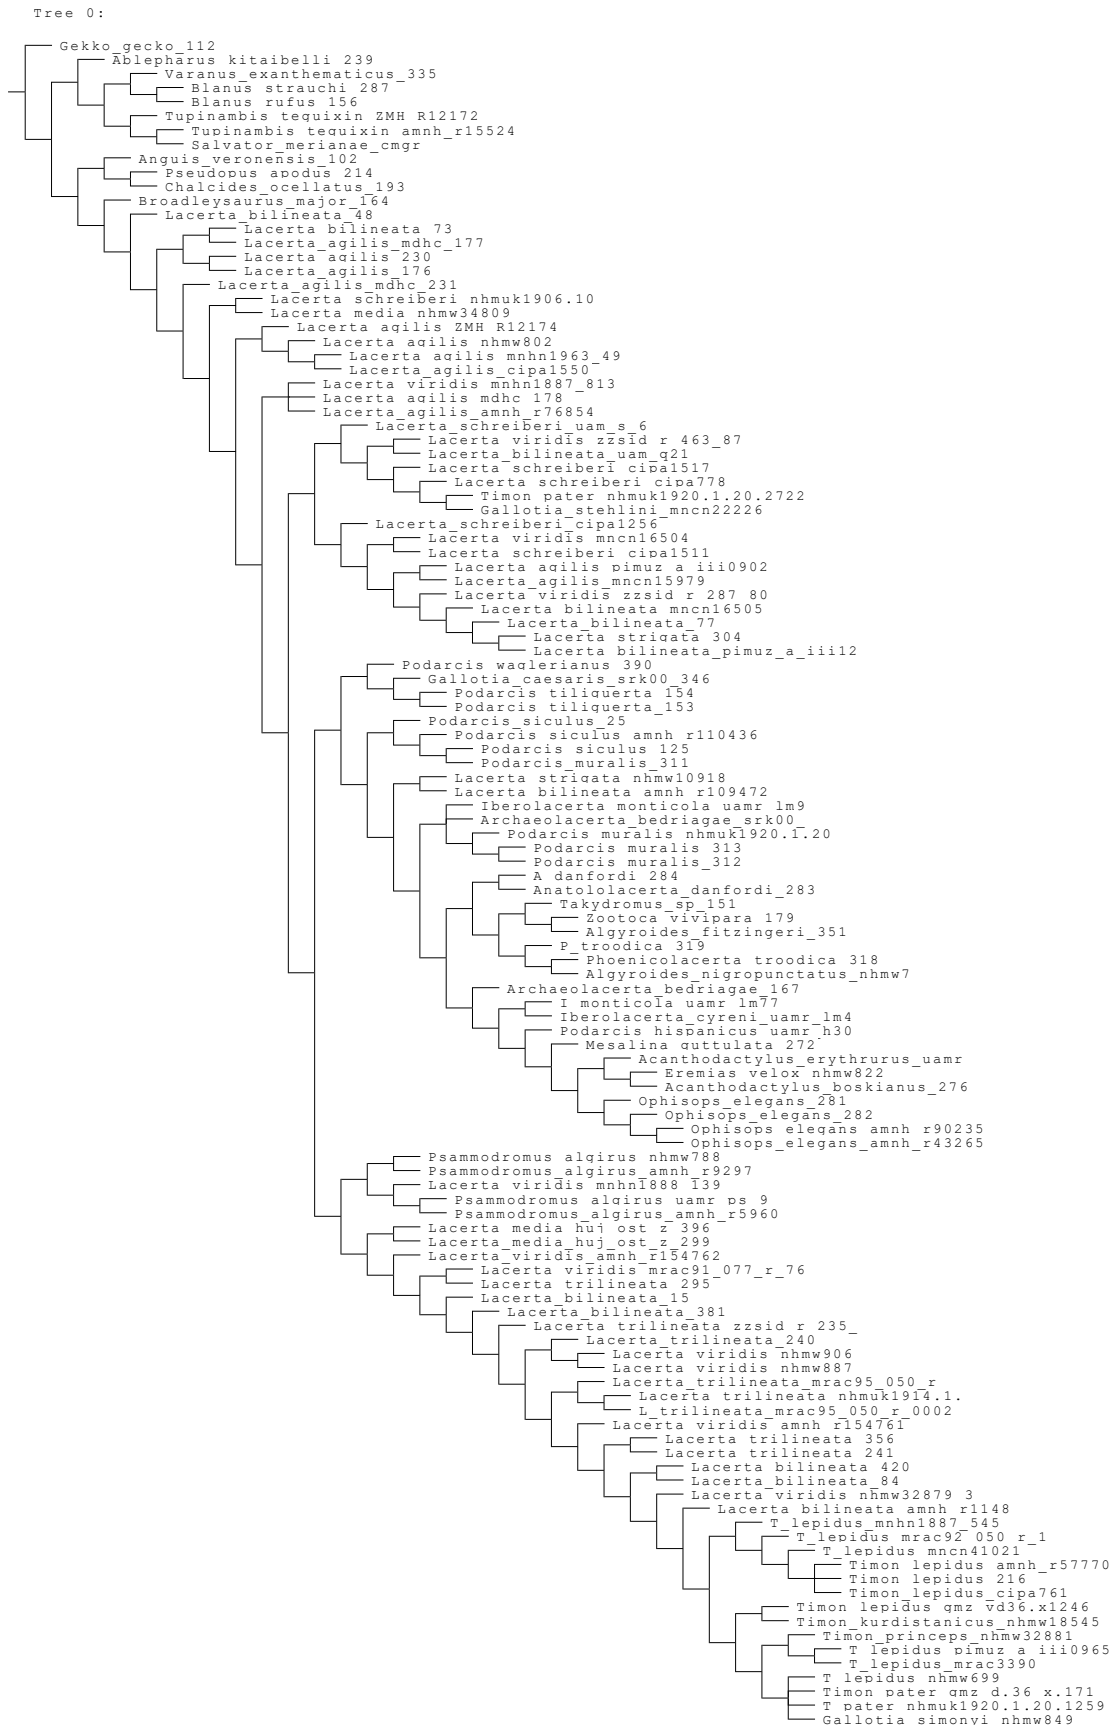 Tree 0:
Gekko_gecko_112
Ablepharus_kitaibelli_239
Varanus_exanthematicus_335
Blanus_strauchi_287
Blanus_rufus_156
Tupinambis_teguixin_ZMH_R12172
Tupinambis_teguixin_amnh_r15524
Salvator_merianae_cmgr
Anguis_veronensis_102
Pseudopus_apodus_214
Chalcides_ocellatus_193
Broadleysaurus_major_164
Lacerta_bilineata_48
Lacerta_bilineata_73
Lacerta_agilis_mdhc_177
Lacerta_agilis_230
Lacerta_agilis_176
Lacerta_agilis_mdhc_231
Lacerta_schreiberi_nhmuk1906.10
Lacerta_media_nhmw34809
Lacerta_agilis_ZMH_R12174
Lacerta_agilis_nhmw802
Lacerta_agilis_mnhn1963_49
Lacerta_agilis_cipa1550
Lacerta_viridis_mnhn1887_813
Lacerta_agilis_mdhc_178
Lacerta_agilis_amnh_r76854
Lacerta_schreiberi_uam_s_6
Lacerta_viridis_zzsid_r_463_87
Lacerta_bilineata_uam_q21
Lacerta_schreiberi_cipa1517
Lacerta_schreiberi_cipa778
Timon_pater_nhmuk1920.1.20.2722
Gallotia_stehlini_mncn22226
Lacerta_schreiberi_cipa1256
Lacerta_viridis_mncn16504
Lacerta_schreiberi_cipa1511
Lacerta_agilis_pimuz_a_iii0902
Lacerta_agilis_mncn15979
Lacerta_viridis_zzsid_r_287_80
Lacerta_bilineata_mncn16505
Lacerta_bilineata_77
Lacerta_strigata_304
Lacerta_bilineata_pimuz_a_iii12
Podarcis_waglerianus_390
Gallotia_caesaris_srk00_346
Podarcis_tiliguerta_154
Podarcis_tiliguerta_153
Podarcis_siculus_25
Podarcis_siculus_amnh_r110436
Podarcis_siculus_125
Podarcis_muralis_311
Lacerta_strigata_nhmw10918
Lacerta_bilineata_amnh_r109472
Iberolacerta_monticola_uamr_lm9
Archaeolacerta_bedriagae_srk00_
Podarcis_muralis_nhmuk1920.1.20
Podarcis_muralis_313
Podarcis_muralis_312
A_danfordi_284
Anatololacerta_danfordi_283
Takydromus_sp_151
Zootoca_vivipara_179
Algyroides_fitzingeri_351
P_troodica_319
Phoenicolacerta_troodica_318
Algyroides_nigropunctatus_nhmw7
Archaeolacerta_bedriagae_167
I_monticola_uamr_lm77
Iberolacerta_cyreni_uamr_lm4
Podarcis_hispanicus_uamr_h30
Mesalina_guttulata_272
Acanthodactylus_erythrurus_uamr
Eremias_velox_nhmw822
Acanthodactylus_boskianus_276
Ophisops_elegans_281
Ophisops_elegans_282
Ophisops_elegans_amnh_r90235
Ophisops_elegans_amnh_r43265
Psammodromus_algirus_nhmw788
Psammodromus_algirus_amnh_r9297
Lacerta_viridis_mnhn1888_139
Psammodromus_algirus_uamr_ps_9
Psammodromus_algirus_amnh_r5960
Lacerta_media_huj_ost_z_396
Lacerta_media_huj_ost_z_299
Lacerta_viridis_amnh_r154762
Lacerta_viridis_mrac91_077_r_76
Lacerta_trilineata_295
Lacerta_bilineata_15
Lacerta_bilineata_381
Lacerta_trilineata_zzsid_r_235_
Lacerta_trilineata_240
Lacerta_viridis_nhmw906
Lacerta_viridis_nhmw887
Lacerta_trilineata_mrac95_050_r
Lacerta_trilineata_nhmuk1914.1.
L_trilineata_mrac95_050_r_0002
Lacerta_viridis_amnh_r154761
Lacerta_trilineata_356
Lacerta_trilineata_241
Lacerta_bilineata_420
Lacerta_bilineata_84
Lacerta_viridis_nhmw32879_3
Lacerta_bilineata_amnh_r1148
T_lepidus_mnhn1887_545
T_lepidus_mrac92_050_r_1
T_lepidus_mncn41021
Timon_lepidus_amnh_r57770
Timon_lepidus_216
Timon_lepidus_cipa761
Timon_lepidus_gmz_vd36.x1246
Timon_kurdistanicus_nhmw18545
Timon_princeps_nhmw32881
T_lepidus_pimuz_a_iii0965
T_lepidus_mrac3390
T_lepidus_nhmw699
Timon_pater_gmz_d.36_x.171
T_pater_nhmuk1920.1.20.1259
Gallotia_simonyi_nhmw849